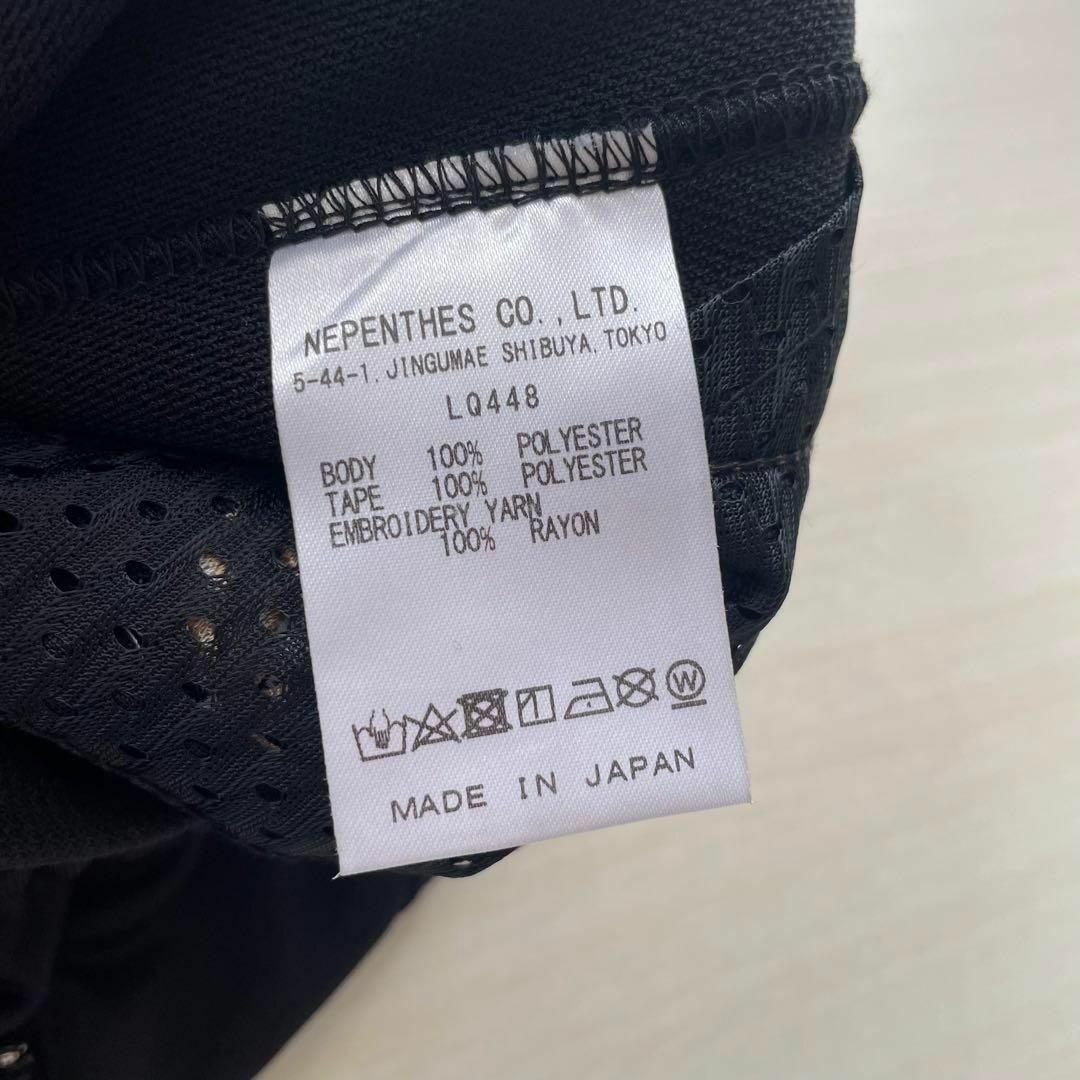 NEPENTHES CO.,LTD.
5-44-1, JINGUMAE SHIBUYA, TOKYO
LQ448
BODY 100% POLYESTER
TAPE 100% POLYESTER
EMBROIDERY YARN
100% RAYON
W
MADE IN JAPAN